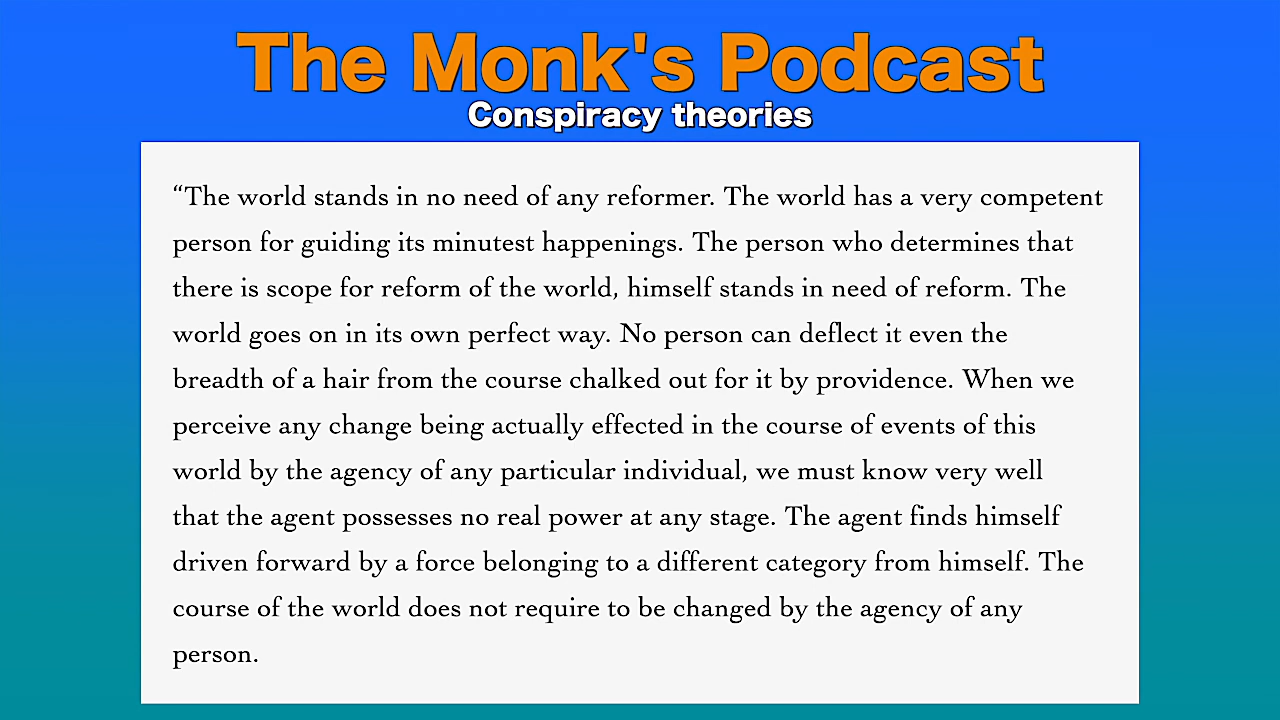 The Monk's Podcast
Conspiracy theories
“The world stands in no need of any reformer. The world has a very competent
person for guiding its minutest happenings. The person who determines that
there is scope for reform of the world, himself stands in need of reform. The
world goes on in its own perfect way. No person can deflect it even the
breadth of a hair from the course chalked out for it by providence. When we
perceive any change being actually effected in the course of events of this
world by the agency of any particular individual, we must know very well
that the agent possesses no real power at any stage. The agent finds himself
driven forward by a force belonging to a different category from himself. The
course of the world does not require to be changed by the agency of any
person.